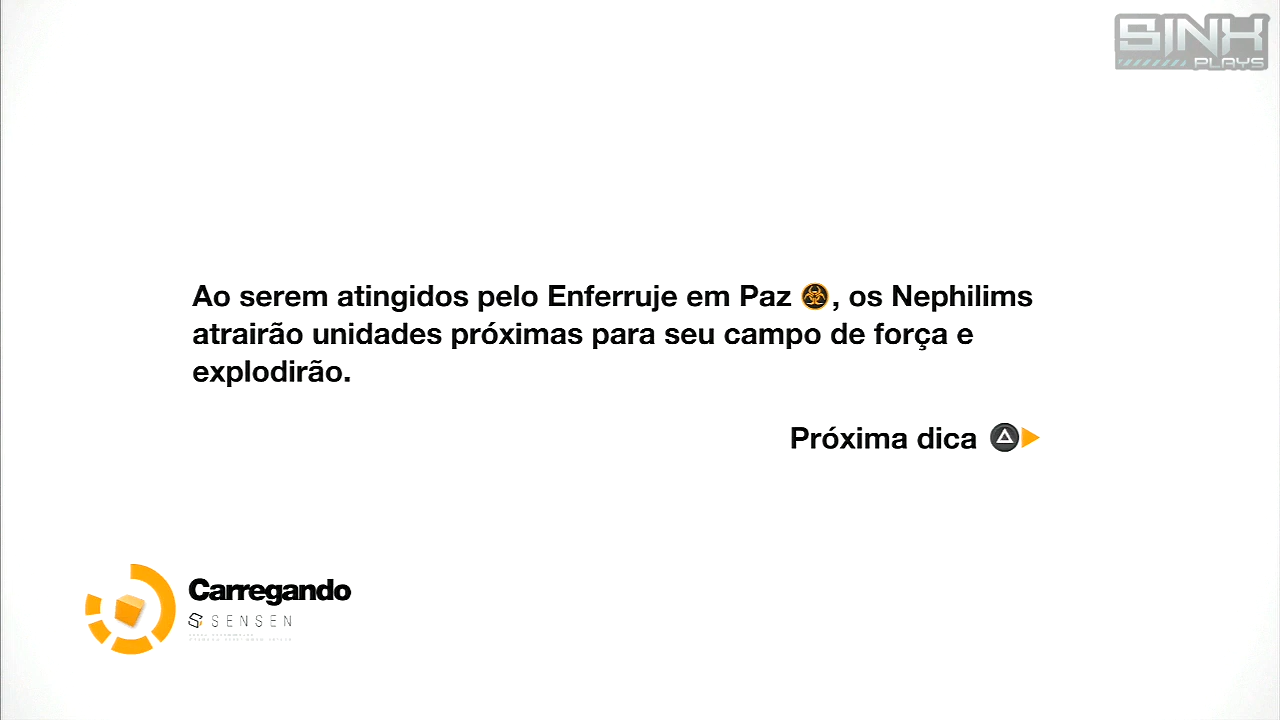 SINX
PLAYS
Ao serem atingidos pelo Enferruje em Paz , os Nephilims
atrairão unidades próximas para seu campo de força e
explodirão.
Próxima dica
Carregando
SENSEN